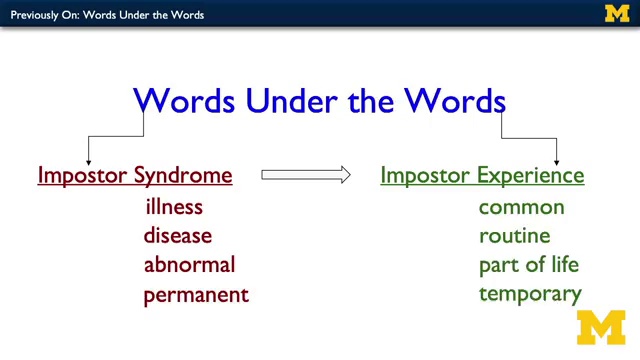 Previously On: Words Under the Words
M
Words Under the Words
Impostor Syndrome
illness
disease
abnormal
permanent
Impostor Experience
common
routine
part of life
temporary
M